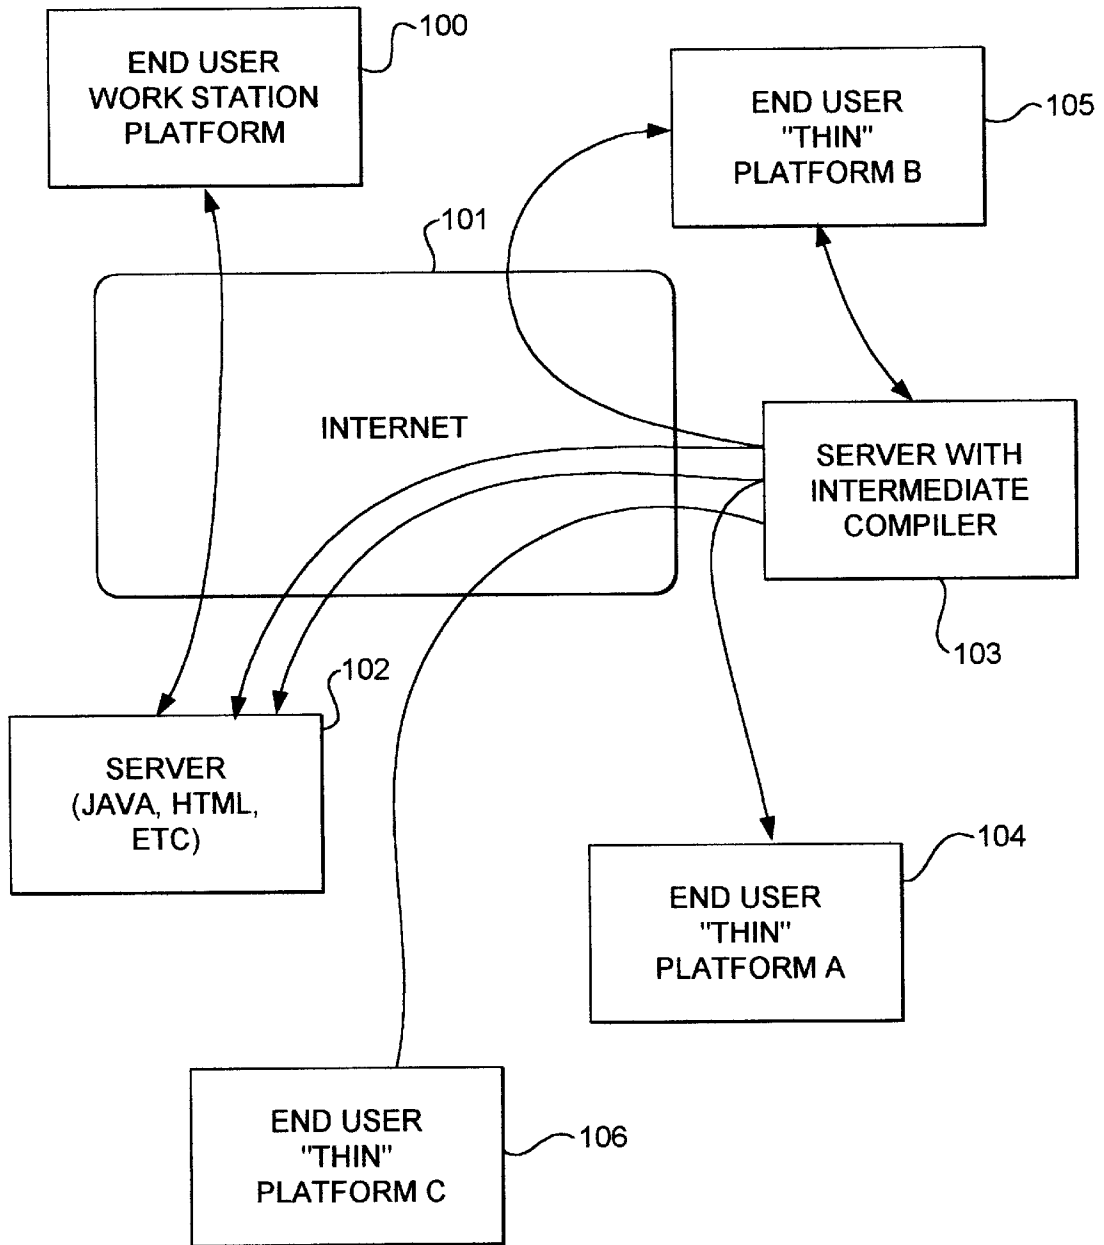 100
END USER
WORK STATION
PLATFORM
END USER
"THIN"
PLATFORM B
105
101
INTERNET
SERVER WITH
INTERMEDIATE
COMPILER
103
102
SERVER
(JAVA, HTML,
ETC)
104
END USER
"THIN"
PLATFORM A
END USER
"THIN"
PLATFORM C
106